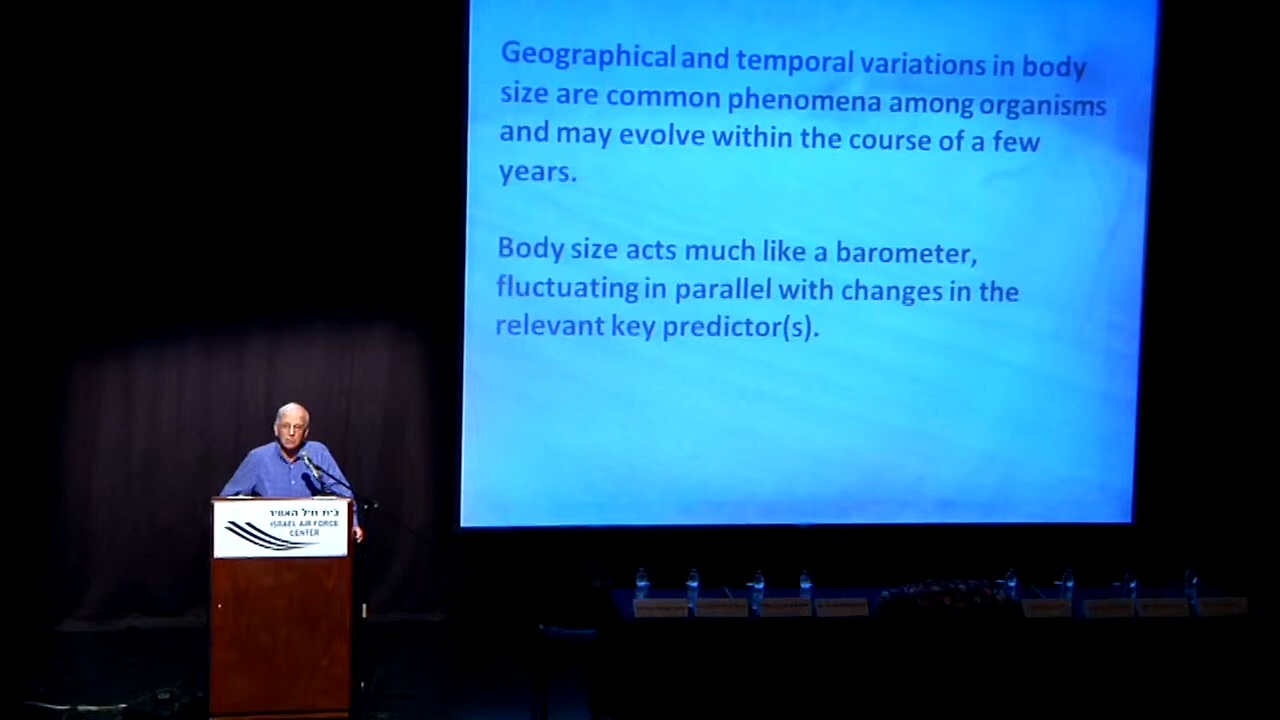 Geographical and temporal variations in body
size are common phenomena among organisms
and may evolve within the course of a few
years.
Body size acts much like a barometer,
fluctuating in parallel with changes in the
relevant key predictor(s).
בית חיל האוויר
ISRAEL AIR FORCE
CENTER